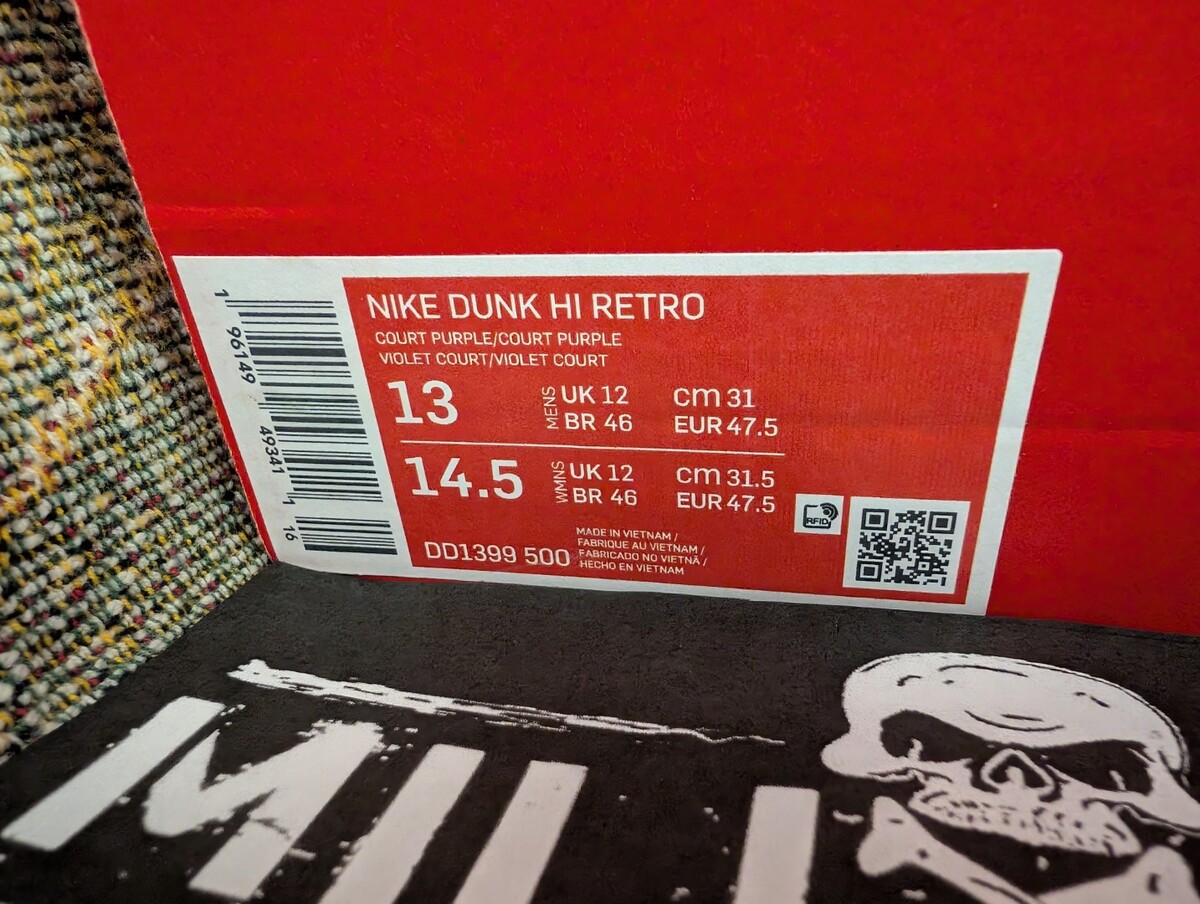 NIKE DUNK HI RETRO
COURT PURPLE/COURT PURPLE
VIOLET COURT/VIOLET COURT
13 MENS UK 12 cm 31
BR 46 EUR 47.5
14.5 WMNS UK 12 cm 31.5
BR 46 EUR 47.5
DD1399 500
MADE IN VIETNAM /
FABRIQUE AU VIETNAM /
FABRICADO NO VIETNÃ /
HECHO EN VIETNAM
RFID
1 96149 49341 1 16